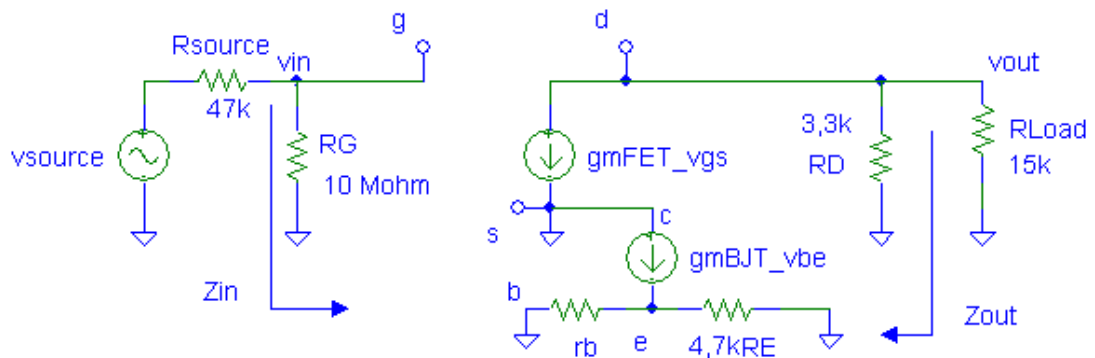 g
d
Rsource
vin
vout
47k
3,3k
RLoad
vsource
RG
gmFET_vgs
RD
15k
10 Mohm
s
c
gmBJT_vbe
Zin
b
Zout
rb
e
4,7kRE